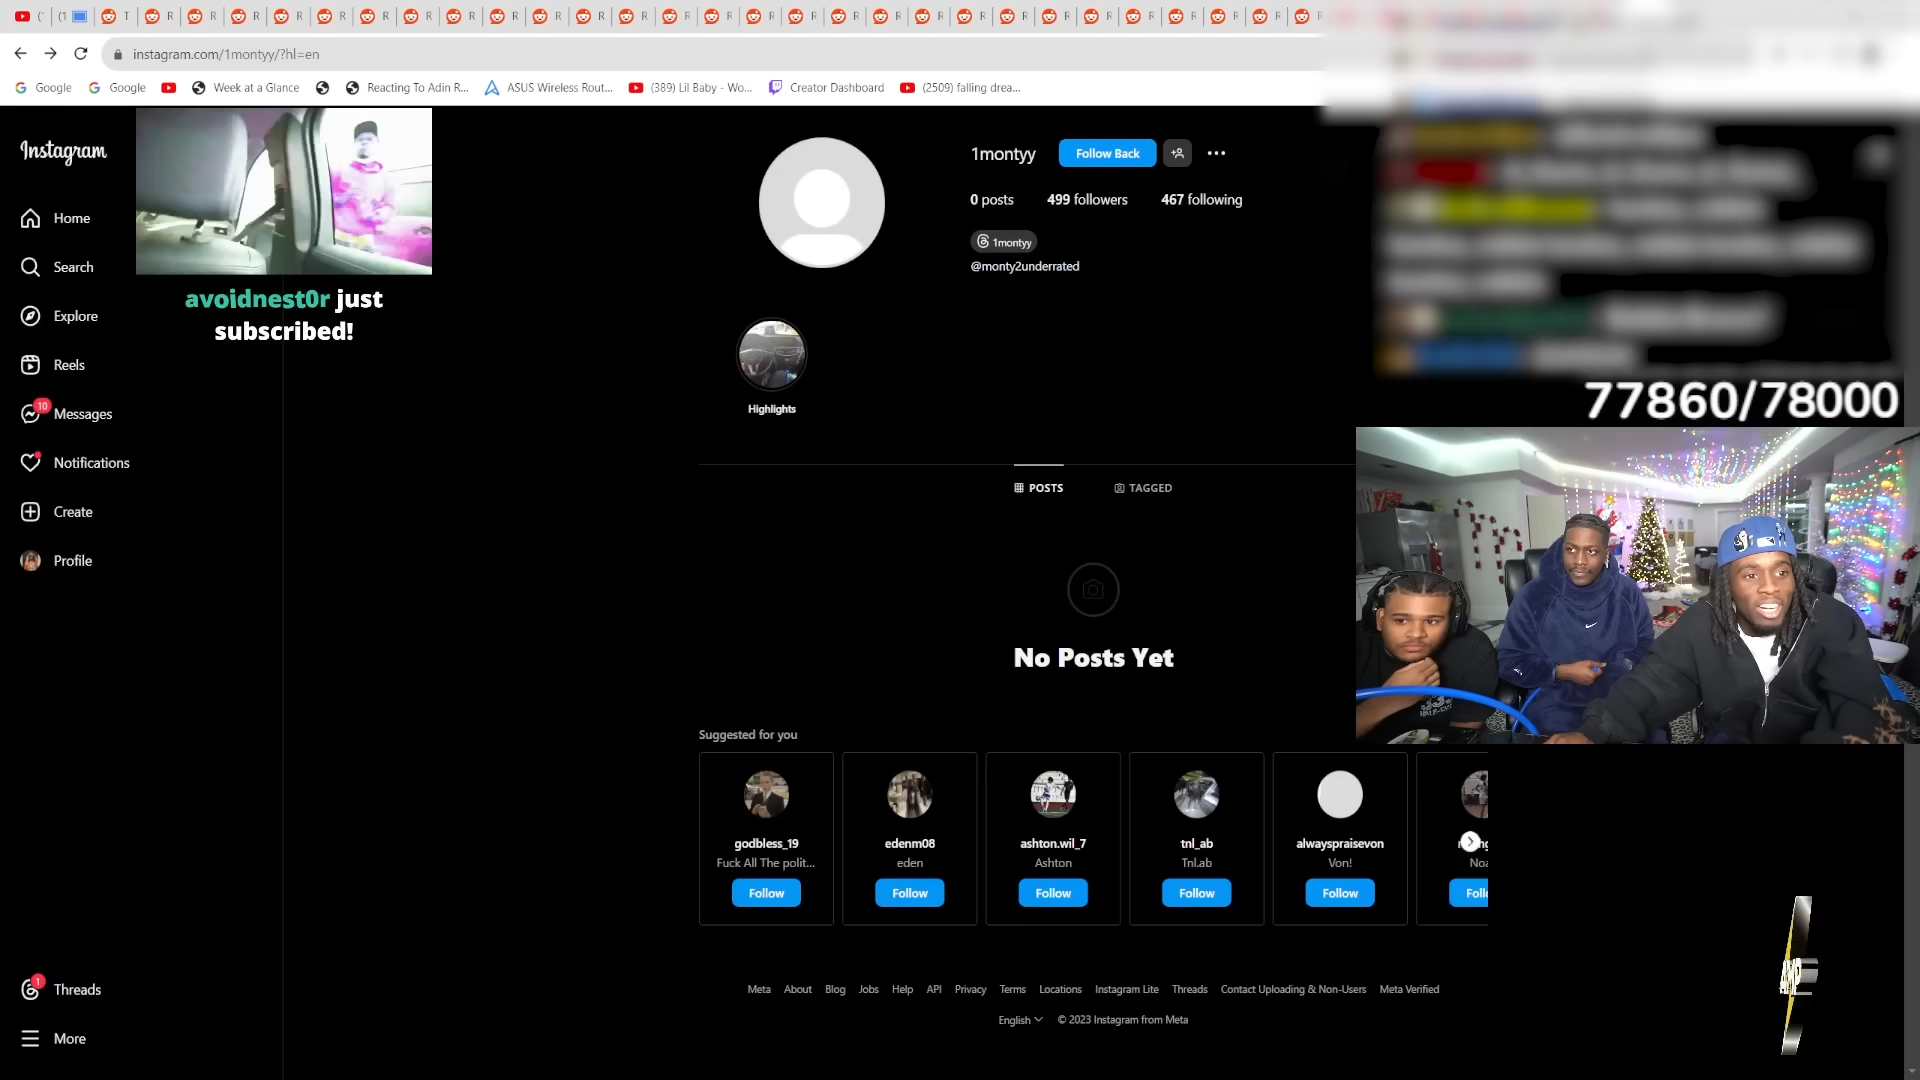 instagram.com/1montyy/?hl=en
Google
Google
Week at a Glance
Reacting To Adin R...
ASUS Wireless Rout...
(389) Lil Baby - Wo...
Creator Dashboard
(2509) falling drea...
Instagram
Home
Search
Explore
Reels
10
Messages
Notifications
Create
Profile
1
Threads
More
avoidnest0r just
subscribed!
1montyy
Follow Back
0 posts 499 followers 467 following
1montyy
@monty2underrated
Highlights
POSTS TAGGED
No Posts Yet
77860/78000
Suggested for you
godbless_19
Fuck All The polit...
Follow
edenm08
eden
Follow
ashton.wil_7
Ashton
Follow
tnl_ab
Tnl.ab
Follow
alwayspraisevon
Von!
Follow
Meta About Blog Jobs Help API Privacy Terms Locations Instagram Lite Threads Contact Uploading & Non-Users Meta Verified
English © 2023 Instagram from Meta